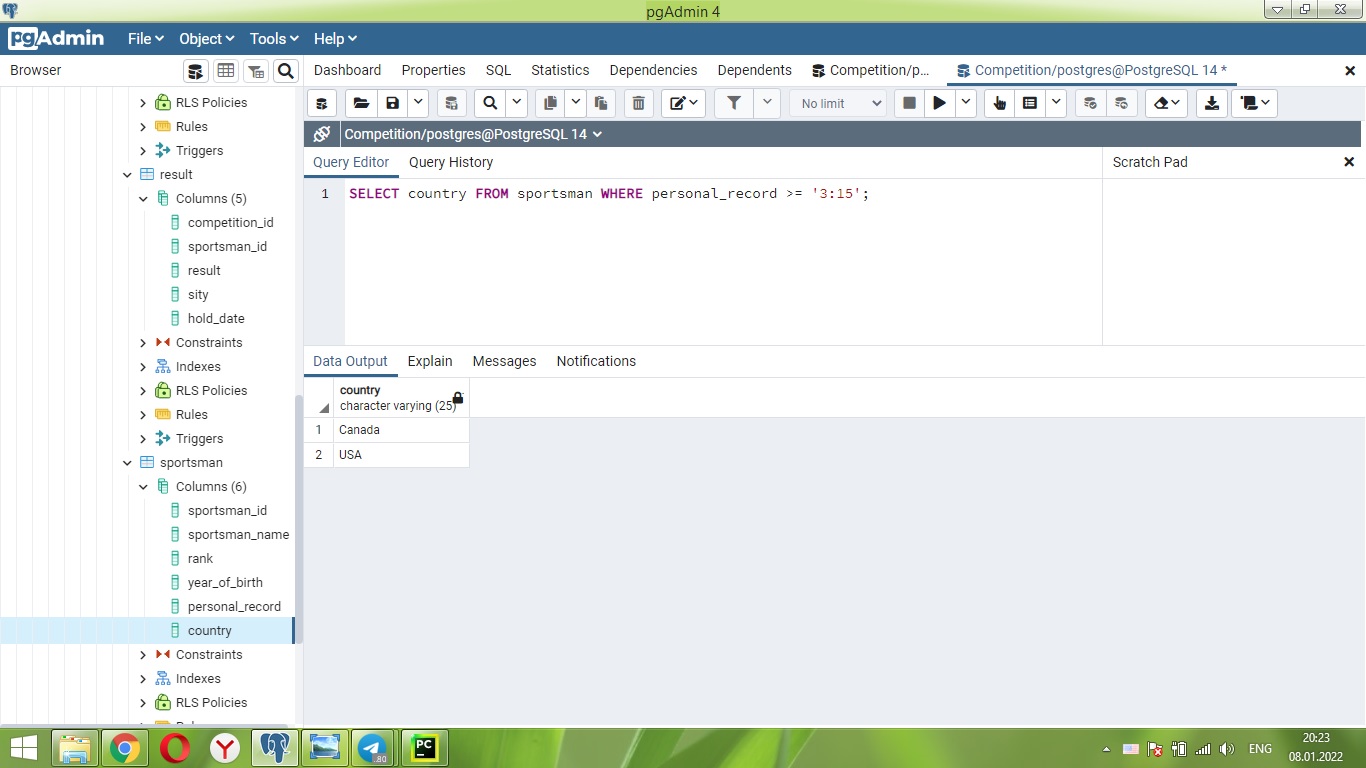 pgAdmin 4
pgAdmin File Object Tools Help
Browser
Dashboard Properties SQL Statistics Dependencies Dependents Competition/p... Competition/postgres@PostgreSQL 14 *
No limit
Competition/postgres@PostgreSQL 14
Query Editor Query History
Scratch Pad
1 SELECT country FROM sportsman WHERE personal_record >= '3:15';
RLS Policies
Rules
Triggers
result
Columns (5)
competition_id
sportsman_id
result
sity
hold_date
Constraints
Indexes
RLS Policies
Rules
Triggers
sportsman
Columns (6)
sportsman_id
sportsman_name
rank
year_of_birth
personal_record
country
Constraints
Indexes
RLS Policies
Data Output Explain Messages Notifications
country
character varying (25)
1 Canada
2 USA
PC
80
ENG
20:23
08.01.2022